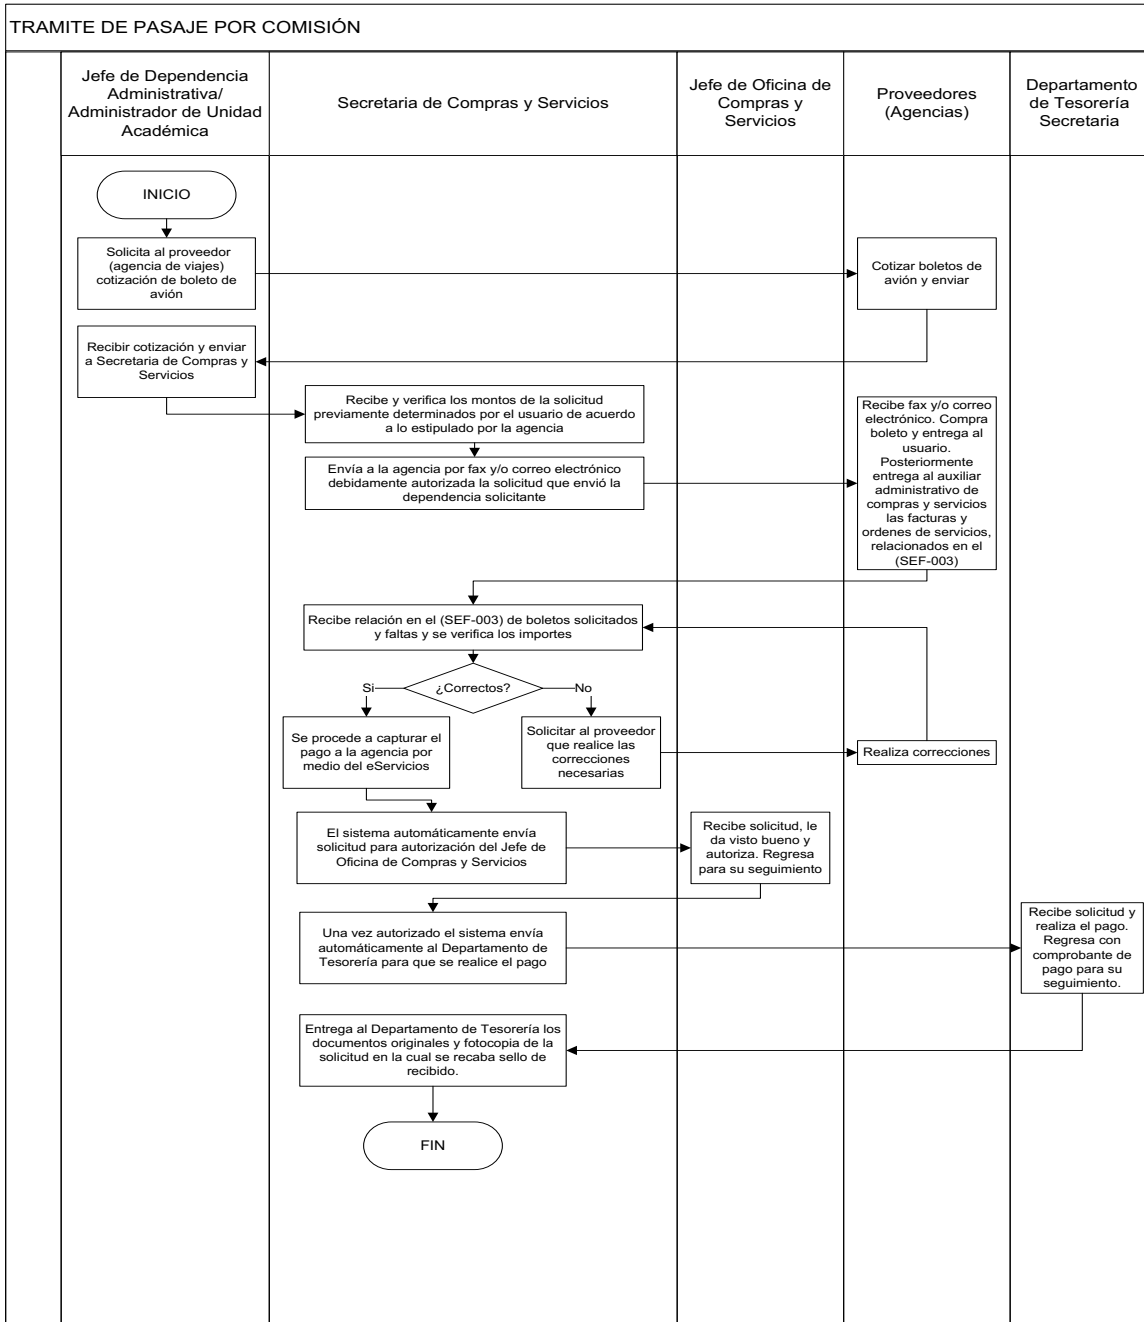 TRAMITE DE PASAJE POR COMISIÓN
Jefe de Dependencia
Administrativa/
Administrador de Unidad
Académica
Secretaria de Compras y Servicios
Jefe de Oficina de
Compras y
Servicios
Proveedores
(Agencias)
Departamento
de Tesorería
Secretaria
INICIO
Solicita al proveedor
(agencia de viajes)
cotización de boleto de
avión
Cotizar boletos de
avión y enviar
Recibir cotización y enviar
a Secretaria de Compras y
Servicios
Recibe y verifica los montos de la solicitud
previamente determinados por el usuario de acuerdo
a lo estipulado por la agencia
Envía a la agencia por fax y/o correo electrónico
debidamente autorizada la solicitud que envió la
dependencia solicitante
Recibe fax y/o correo
electrónico. Compra
boleto y entrega al
usuario.
Posteriormente
entrega al auxiliar
administrativo de
compras y servicios
las facturas y
ordenes de servicios,
relacionados en el
(SEF-003)
Recibe relación en el (SEF-003) de boletos solicitados
y faltas y se verifica los importes
¿Correctos?
Si
No
Se procede a capturar el
pago a la agencia por
medio del eServicios
Solicitar al proveedor
que realice las
correcciones
necesarias
Realiza correcciones
El sistema automáticamente envía
solicitud para autorización del Jefe de
Oficina de Compras y Servicios
Recibe solicitud, le
da visto bueno y
autoriza. Regresa
para su seguimiento
Una vez autorizado el sistema envía
automáticamente al Departamento de
Tesorería para que se realice el pago
Recibe solicitud y
realiza el pago.
Regresa con
comprobante de
pago para su
seguimiento.
Entrega al Departamento de Tesorería los
documentos originales y fotocopia de la
solicitud en la cual se recaba sello de
recibido.
FIN